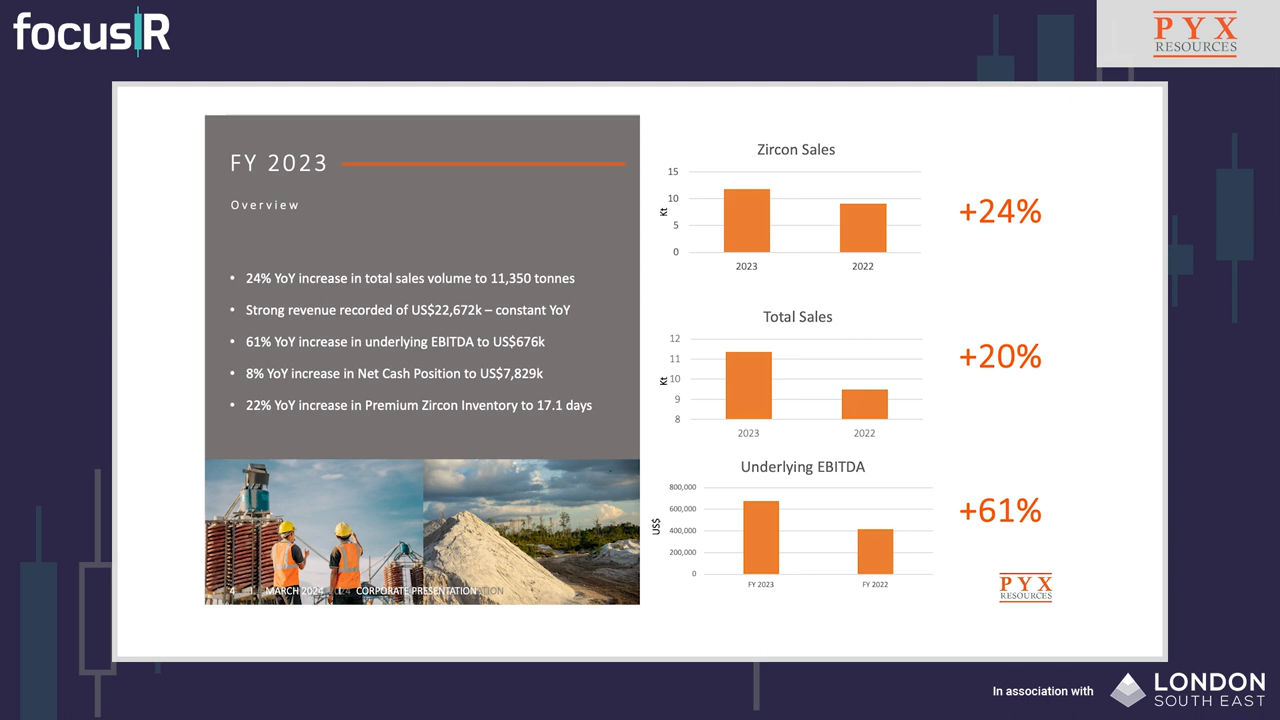 focusIR
PYX
RESOURCES
FY 2023
Overview
• 24% YoY increase in total sales volume to 11,350 tonnes
• Strong revenue recorded of US$22,672k – constant YoY
• 61% YoY increase in underlying EBITDA to US$676k
• 8% YoY increase in Net Cash Position to US$7,829k
• 22% YoY increase in Premium Zircon Inventory to 17.1 days
4 MARCH 2024 CORPORATE PRESENTATION
Zircon Sales
15
10
5
0
Kt
2023 2022
+24%
Total Sales
12
11
10
9
8
Kt
2023 2022
+20%
Underlying EBITDA
800,000
600,000
400,000
200,000
0
US$
FY 2023 FY 2022
+61%
PYX
RESOURCES
In association with
LONDON
SOUTH EAST